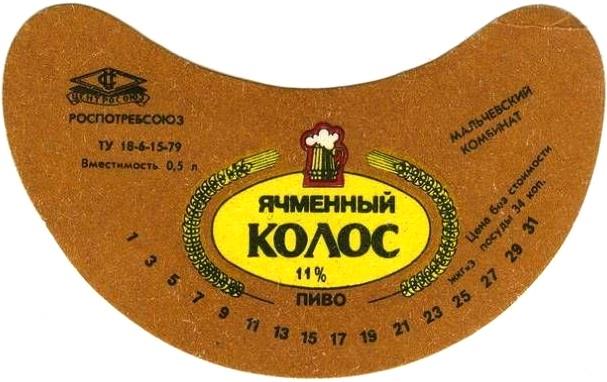 ЦС
ЦЕНТРОСОЮЗ
РОСПОТРЕБСОЮЗ
ТУ 18-6-15-79
Вместимость 0,5 л.
ЯЧМЕННЫЙ
КОЛОС
11%
ПИВО
МАЛЬЧЕВСКИЙ
КОМБИНАТ
Цена без стоимости
посуды 34 коп.
1 3 5 7 9 11 13 15 17 19 21 23 25 27 29 31